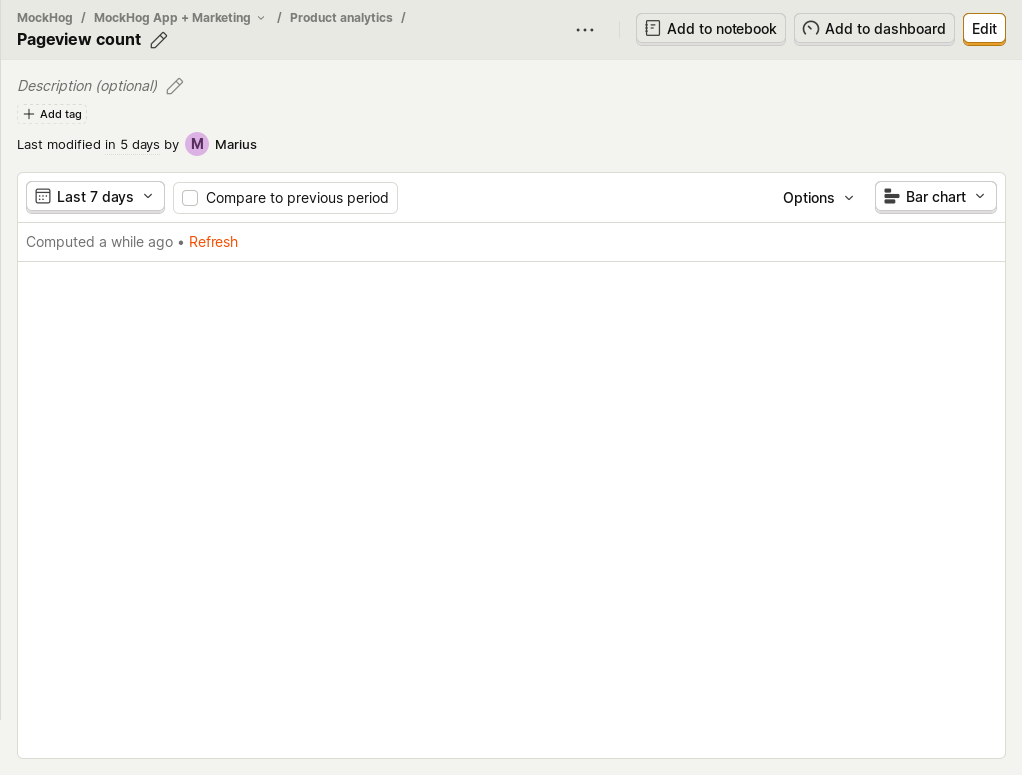 MockHog / MockHog App + Marketing / Product analytics /
Pageview count
Add to notebook
Add to dashboard
Edit
Description (optional)
Add tag
Last modified in 5 days by M Marius
Last 7 days
Compare to previous period
Options
Bar chart
Computed a while ago • Refresh